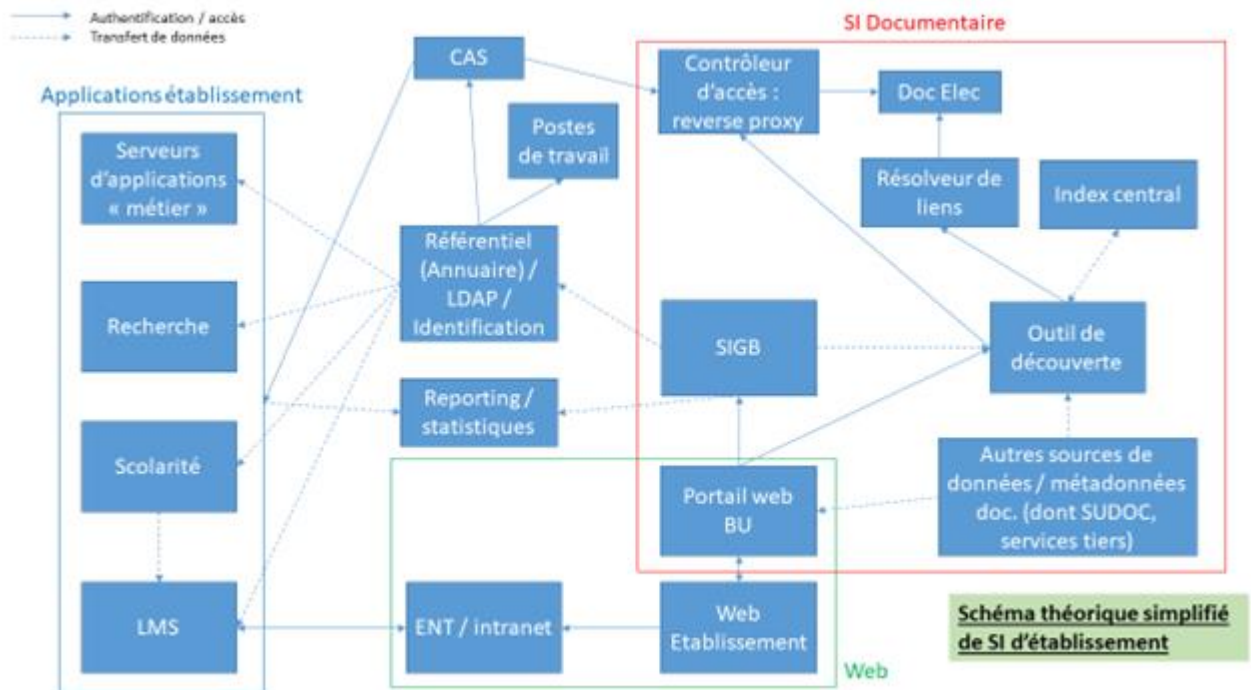 Authentification / accès
Transfert de données
SI Documentaire
CAS
Contrôleur
d'accès :
reverse proxy
Doc Elec
Applications établissement
Postes
de travail
Serveurs
d'applications
« métier »
Résolveur de
liens
Index central
Référentiel
(Annuaire) /
LDAP /
Identification
Recherche
SIGB
Outil de
découverte
Reporting /
statistiques
Scolarité
Portail web
BU
Autres sources de
données / métadonnées
doc. (dont SUDOC,
services tiers)
LMS
ENT / intranet
Web
Etablissement
Schéma théorique simplifié
de SI d'établissement
Web